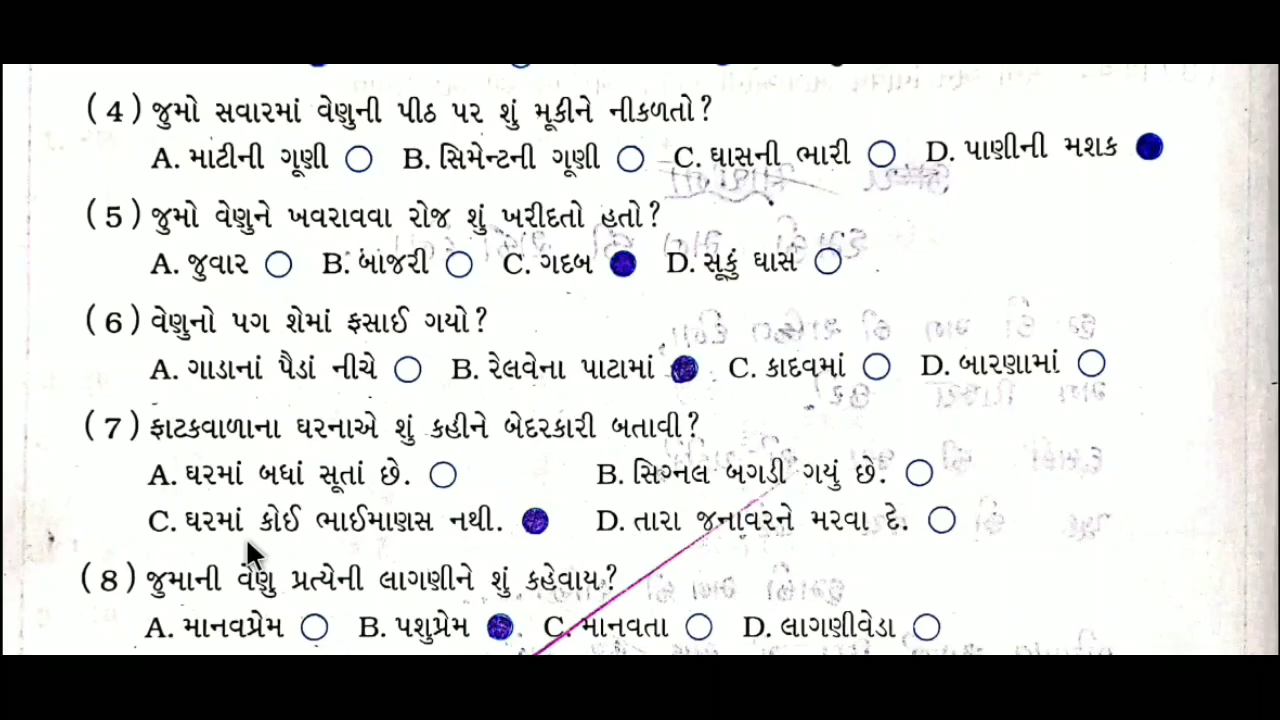 (4) જુમો સવારમાં વેણુની પીઠ પર શું મૂકીને નીકળતો?
A. માટીની ગૂણી B. સિમેન્ટની ગૂણી C. ઘાસની ભારી D. પાણીની મશક
(5) જુમો વેણુને ખવરાવવા રોજ શું ખરીદતો હતો?
A. જુવાર B. બાજરી C. ગદબ D. સૂકું ઘાસ
(6) વેણુનો પગ શેમાં ફસાઈ ગયો?
A. ગાડાનાં પૈડાં નીચે B. રેલવેના પાટામાં C. કાદવમાં D. બારણામાં
(7) ફાટકવાળાના ઘરનાએ શું કહીને બેદરકારી બતાવી?
A. ઘરમાં બધાં સૂતાં છે. B. સિગ્નલ બગડી ગયું છે.
C. ઘરમાં કોઈ ભાઈમાણસ નથી. D. તારા જનાવરને મરવા દે.
(8) જુમાની વેણુ પ્રત્યેની લાગણીને શું કહેવાય?
A. માનવપ્રેમ B. પશુપ્રેમ C. માનવતા D. લાગણીવેડા